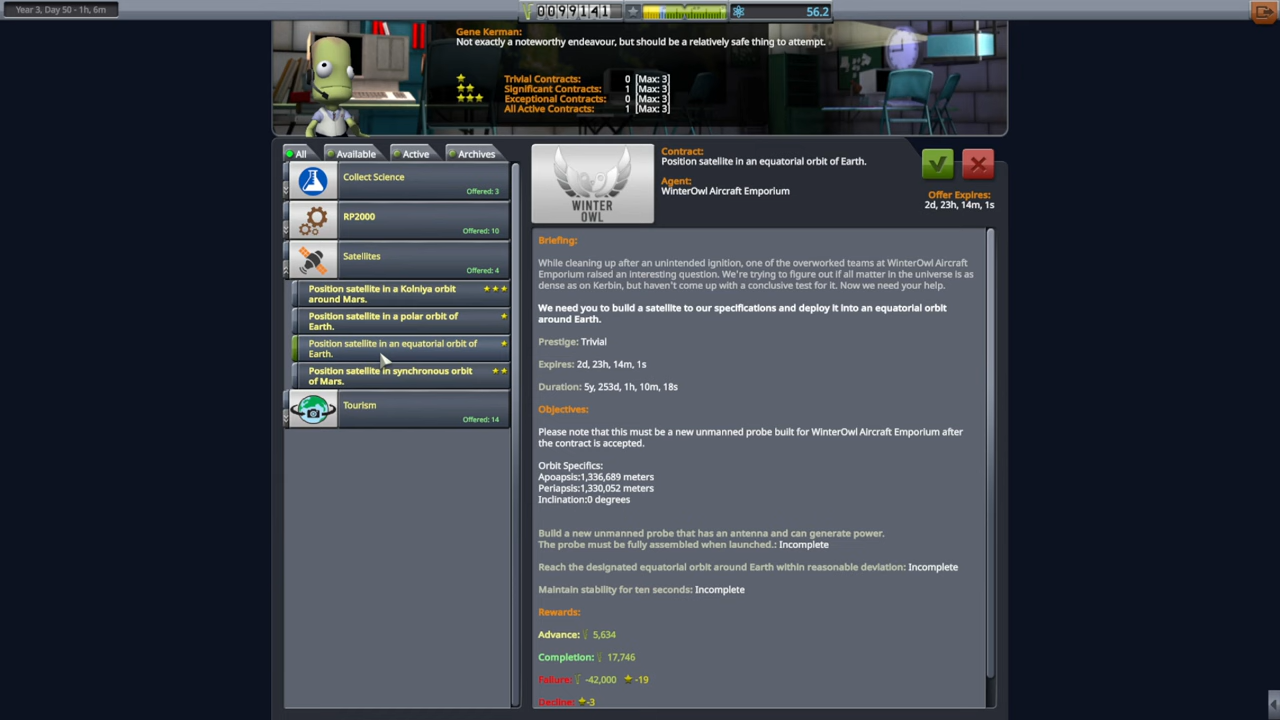 Year 3, Day 50 - 1h, 6m
0099141
56.2
Gene Kerman:
Not exactly a noteworthy endeavour, but should be a relatively safe thing to attempt.
Trivial Contracts: 0 [Max: 3]
Significant Contracts: 1 [Max: 3]
Exceptional Contracts: 0 [Max: 3]
All Active Contracts: 1 [Max: 3]
All
Available
Active
Archives
Collect Science
Offered: 3
RP2000
Offered: 10
Satellites
Offered: 4
Position satellite in a Kolniya orbit
around Mars.
Position satellite in a polar orbit of
Earth.
Position satellite in an equatorial orbit of
Earth.
Position satellite in synchronous orbit
of Mars.
Tourism
Offered: 14
WINTER
OWL
Contract:
Position satellite in an equatorial orbit of Earth.
Agent:
WinterOwl Aircraft Emporium
Offer Expires:
2d, 23h, 14m, 1s
Briefing:
While cleaning up after an unintended ignition, one of the overworked teams at WinterOwl Aircraft
Emporium raised an interesting question. We're trying to figure out if all matter in the universe is as
dense as on Kerbin, but haven't come up with a conclusive test for it. Now we need your help.
We need you to build a satellite to our specifications and deploy it into an equatorial orbit
around Earth.
Prestige: Trivial
Expires: 2d, 23h, 14m, 1s
Duration: 5y, 253d, 1h, 10m, 18s
Objectives:
Please note that this must be a new unmanned probe built for WinterOwl Aircraft Emporium after
the contract is accepted.
Orbit Specifics:
Apoapsis:1,336,689 meters
Periapsis:1,330,052 meters
Inclination:0 degrees
Build a new unmanned probe that has an antenna and can generate power.
The probe must be fully assembled when launched.: Incomplete
Reach the designated equatorial orbit around Earth within reasonable deviation: Incomplete
Maintain stability for ten seconds: Incomplete
Rewards:
Advance: 5,634
Completion: 17,746
Failure: -42,000 -19
Decline: -3